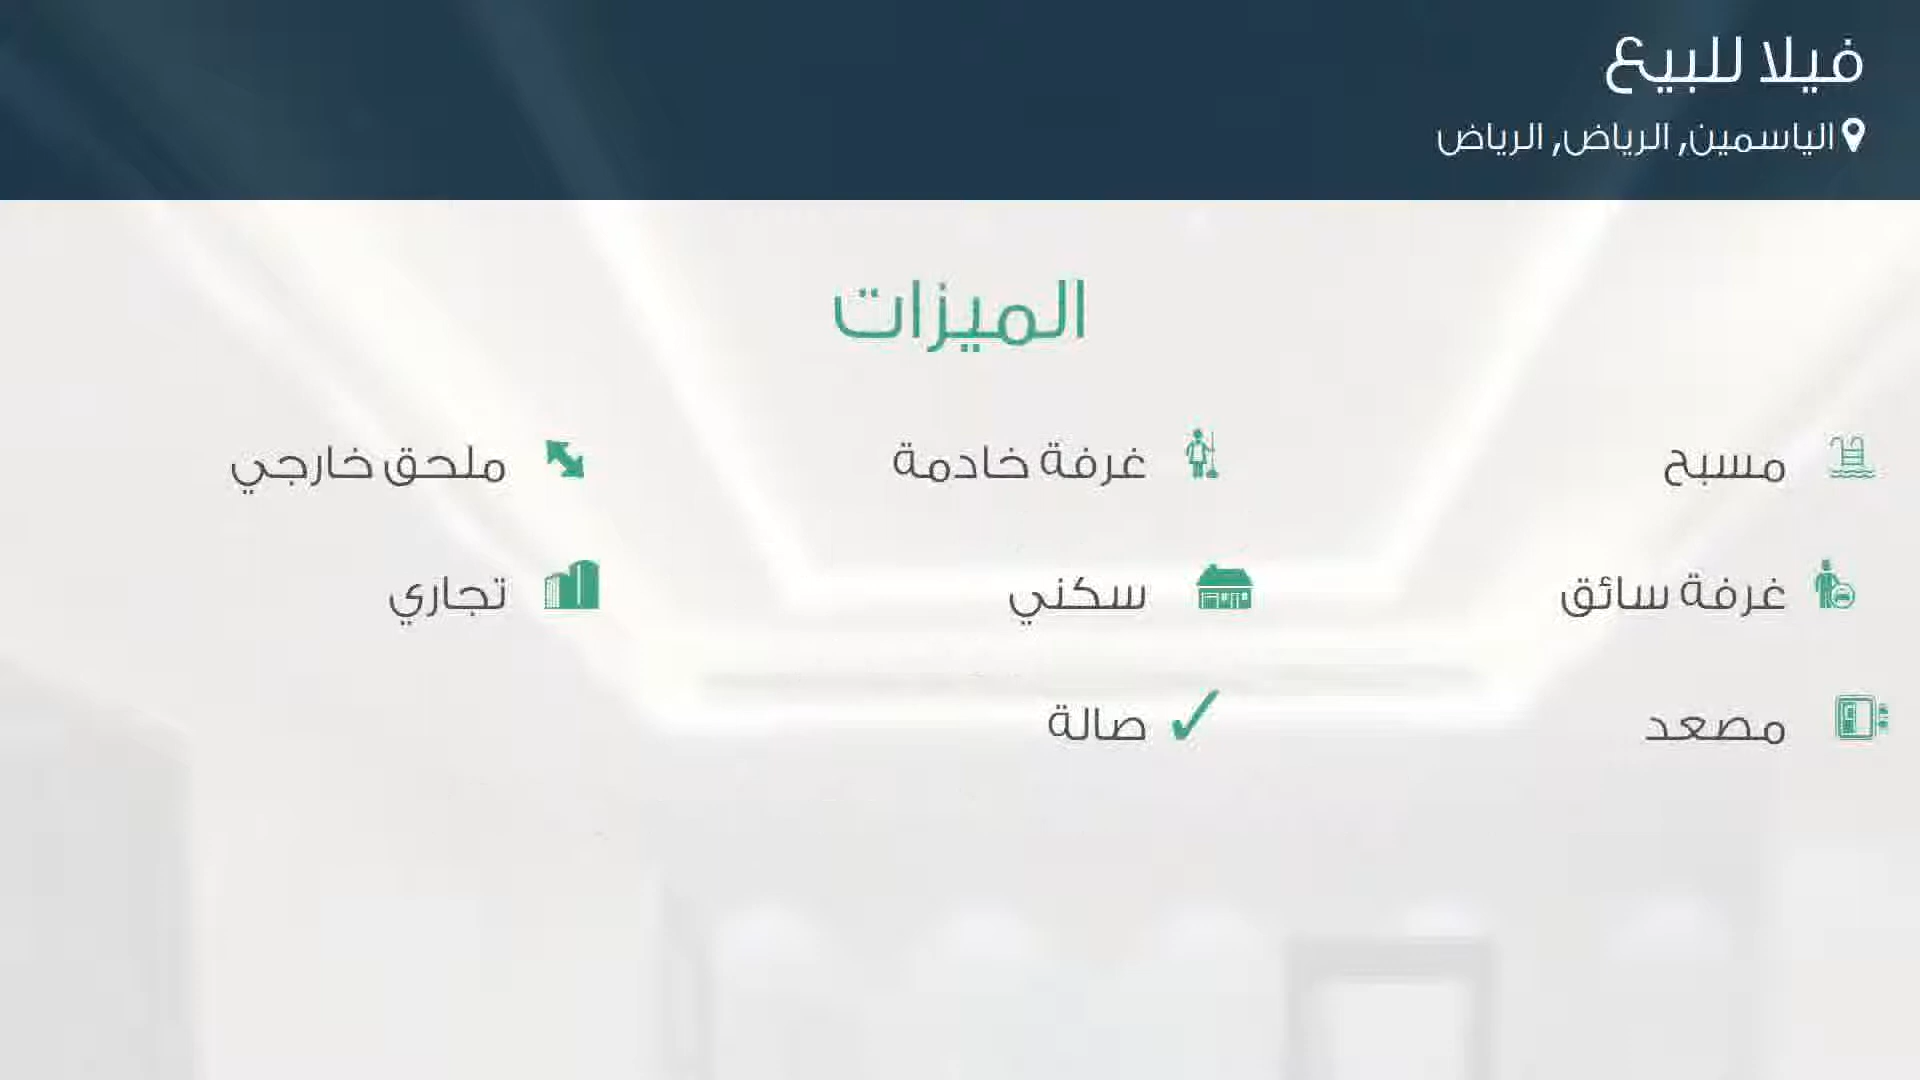 فيلا للبيع
الياسمين, الرياض, الرياض
الميزات
مسبح
غرفة خادمة
ملحق خارجي
غرفة سائق
سكني
تجاري
مصعد
صالة